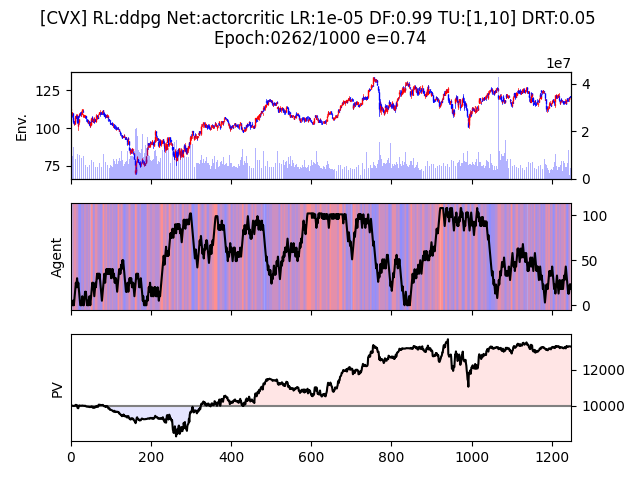 [CVX] RL:ddpg Net:actorcritic LR:1e-05 DF:0.99 TU:[1,10] DRT:0.05
Epoch:0262/1000 e=0.74
1e7
125
100
75
Env.
4
2
0
Agent
100
50
0
PV
12000
10000
0 200 400 600 800 1000 1200